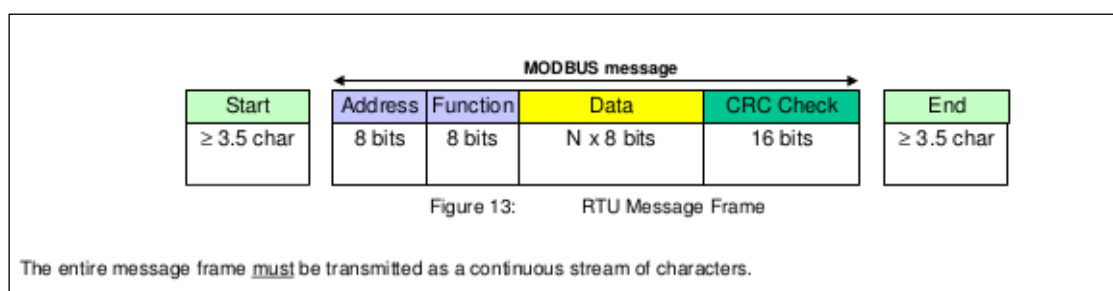 MODBUS message
Start Address Function Data CRC Check End
≥ 3.5 char 8 bits 8 bits N x 8 bits 16 bits ≥ 3.5 char
Figure 13: RTU Message Frame
The entire message frame must be transmitted as a continuous stream of characters.